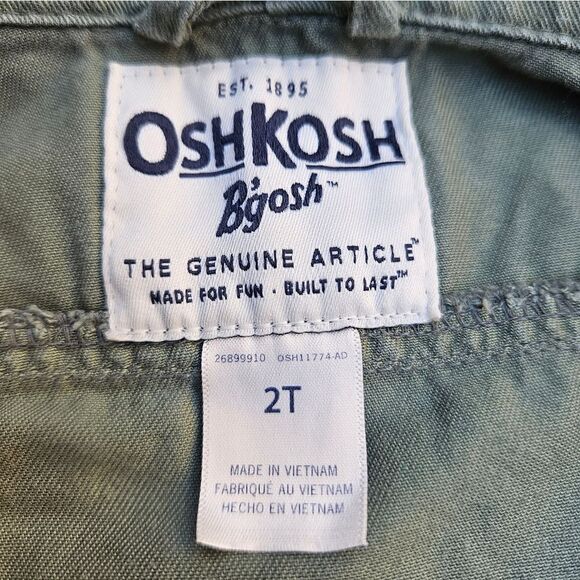 EST. 1895
OSHKOSH
B'gosh™
THE GENUINE ARTICLE™
MADE FOR FUN · BUILT TO LAST™
26899910 OSH11774-AD
2T
MADE IN VIETNAM
FABRIQUÉ AU VIETNAM
HECHO EN VIETNAM